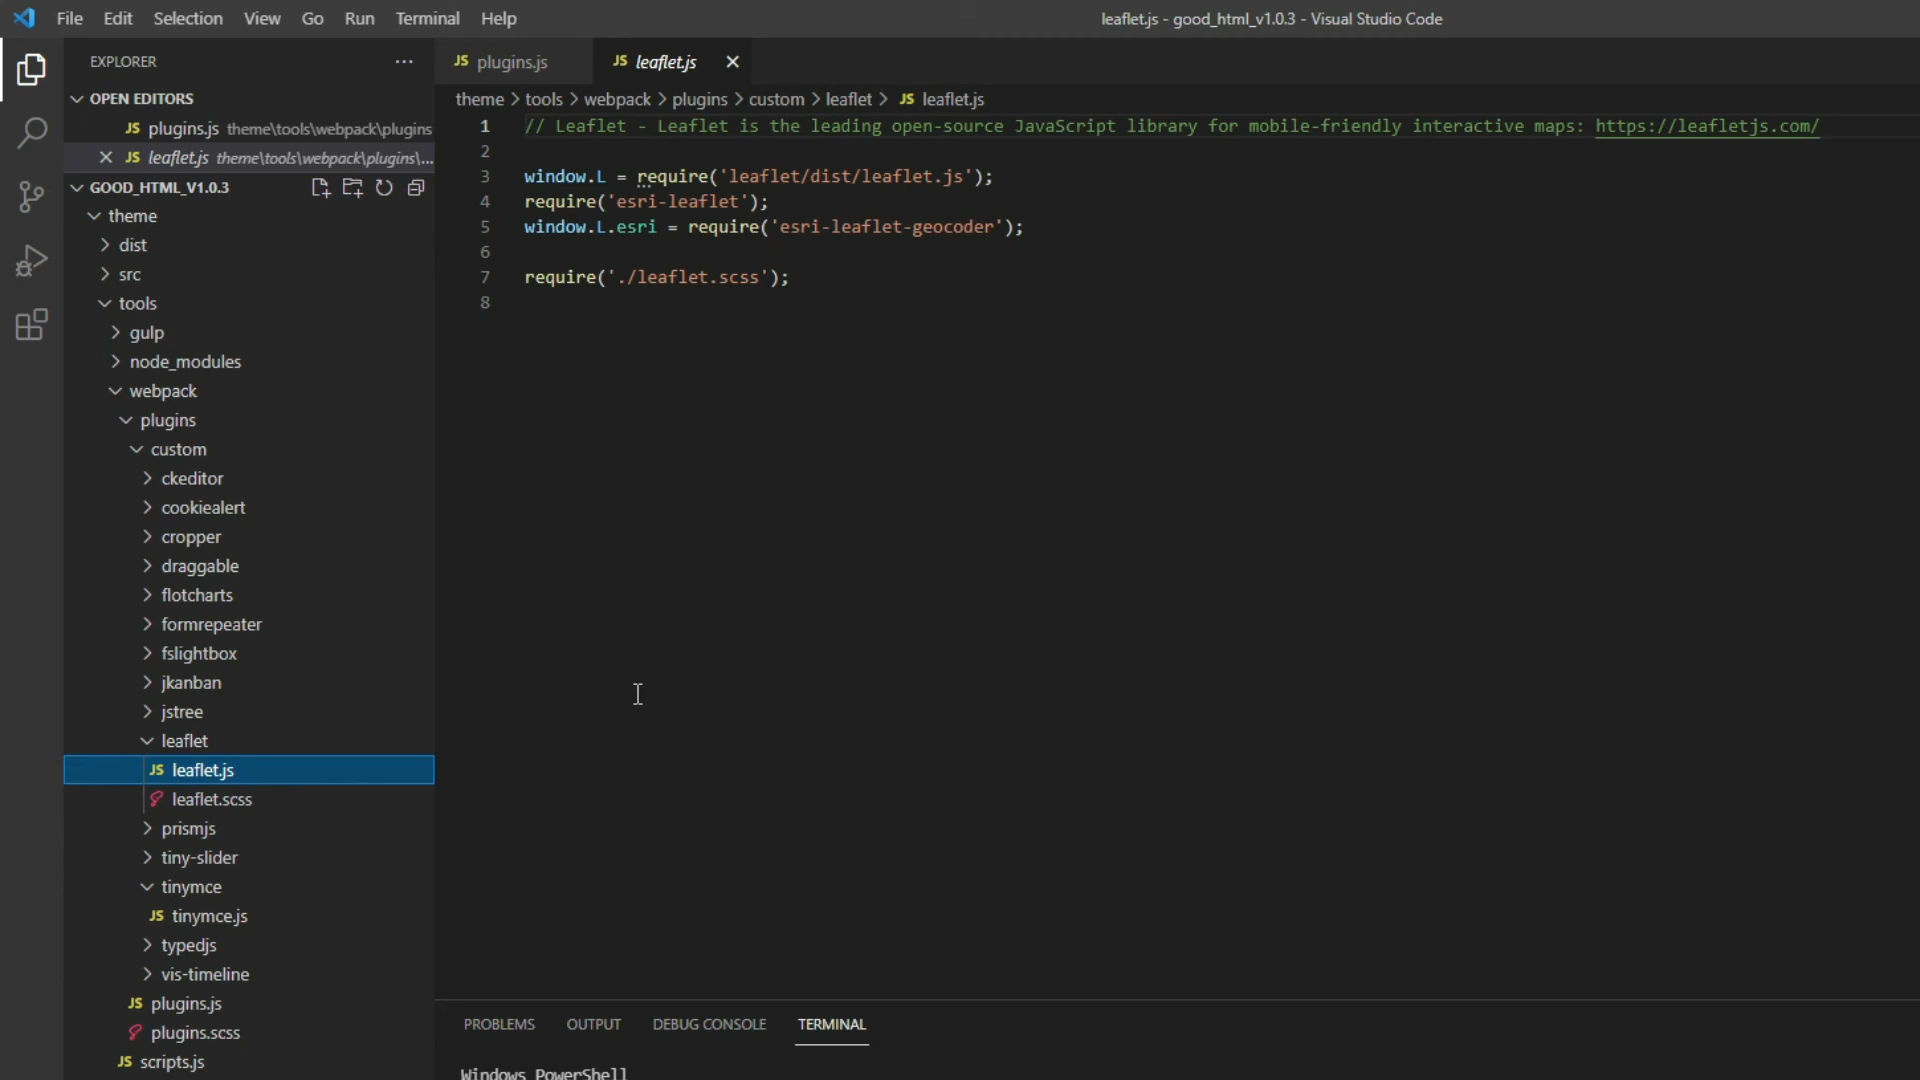 File Edit Selection View Go Run Terminal Help
leaflet.js - good_html_v1.0.3 - Visual Studio Code
EXPLORER
OPEN EDITORS
JS plugins.js theme\tools\webpack\plugins
JS leaflet.js theme\tools\webpack\plugins\...
GOOD_HTML_V1.0.3
theme
dist
src
tools
gulp
node_modules
webpack
plugins
custom
ckeditor
cookiealert
cropper
draggable
flotcharts
formrepeater
fslightbox
jkanban
jstree
leaflet
JS leaflet.js
leaflet.scss
prismjs
tiny-slider
tinymce
JS tinymce.js
typedjs
vis-timeline
JS plugins.js
plugins.scss
JS scripts.js
JS plugins.js
JS leaflet.js
theme > tools > webpack > plugins > custom > leaflet > JS leaflet.js
1 // Leaflet - Leaflet is the leading open-source JavaScript library for mobile-friendly interactive maps: https://leafletjs.com/
2
3 window.L = require('leaflet/dist/leaflet.js');
4 require('esri-leaflet');
5 window.L.esri = require('esri-leaflet-geocoder');
6
7 require('./leaflet.scss');
8
PROBLEMS OUTPUT DEBUG CONSOLE TERMINAL
Windows PowerShell